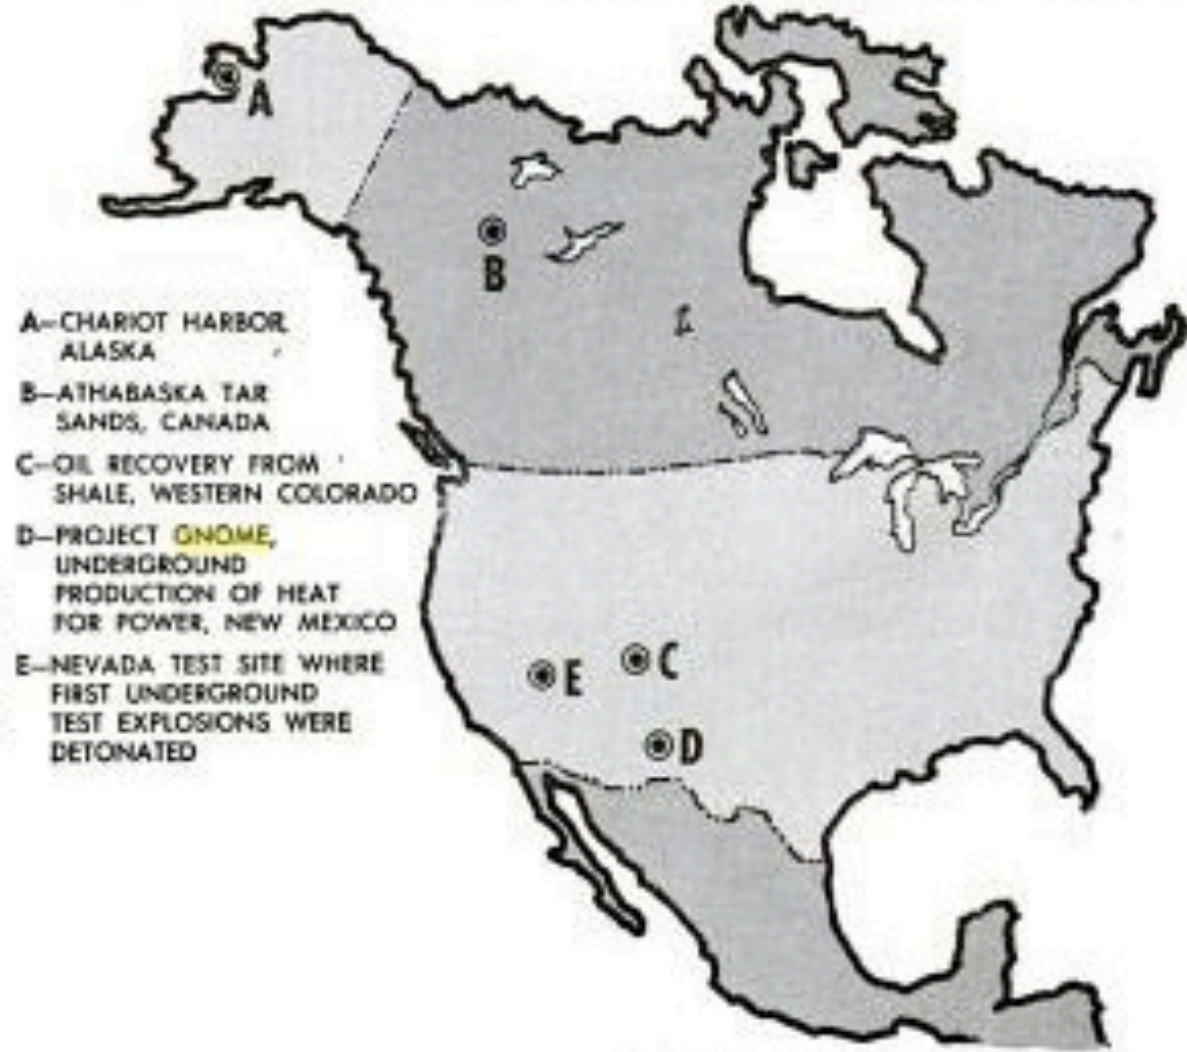 A
B
A—CHARIOT HARBOR,
ALASKA
B—ATHABASKA TAR
SANDS, CANADA
C—OIL RECOVERY FROM
SHALE, WESTERN COLORADO
D—PROJECT GNOME,
UNDERGROUND
PRODUCTION OF HEAT
FOR POWER, NEW MEXICO
E—NEVADA TEST SITE WHERE
FIRST UNDERGROUND
TEST EXPLOSIONS WERE
DETONATED
E
C
D